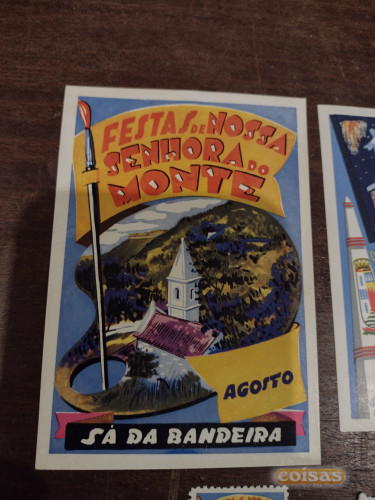 FESTAS DE NOSSA
SENHORA DO
MONTE
AGOSTO
SÁ DA BANDEIRA
coisas